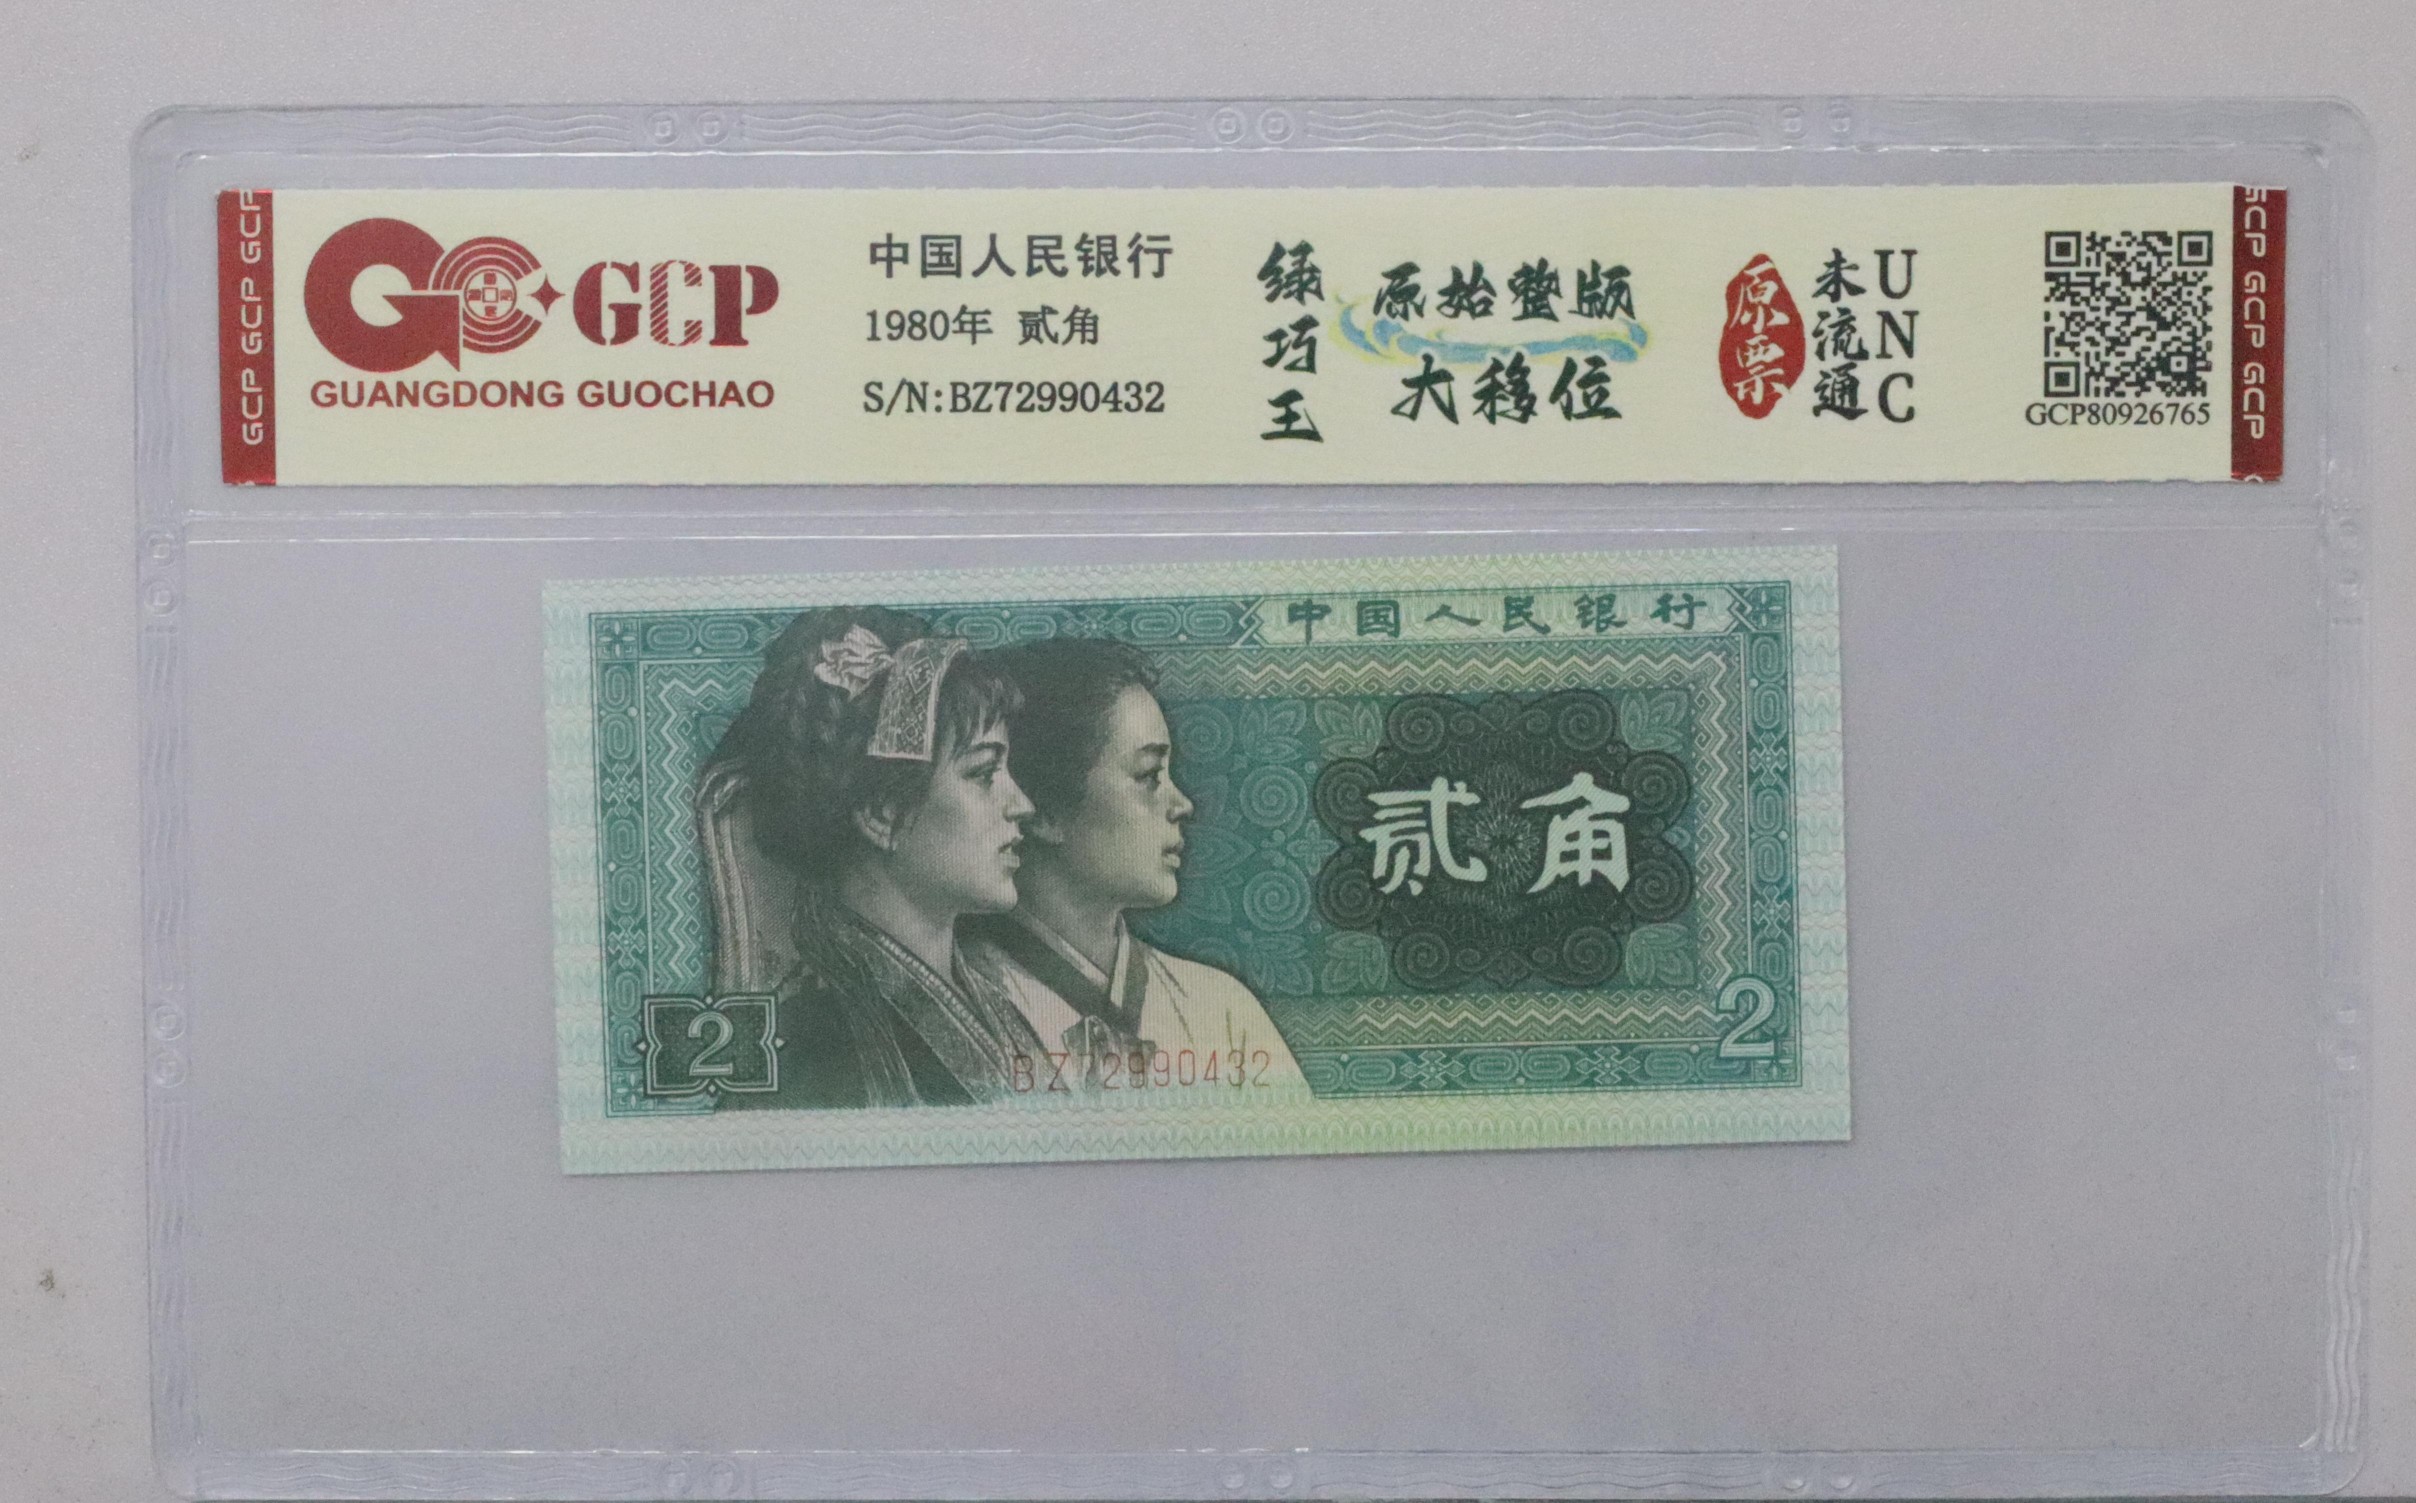 GCP GCP GCP
GCP
GUANGDONG GUOCHAO
中国人民银行
1980年 贰角
S/N:BZ72990432
绿巧王
原始整版
大移位
原票
未流通
UNC
GCP80926765
GCP GCP GCP
中国人民银行
贰角
2
2
BZ72990432